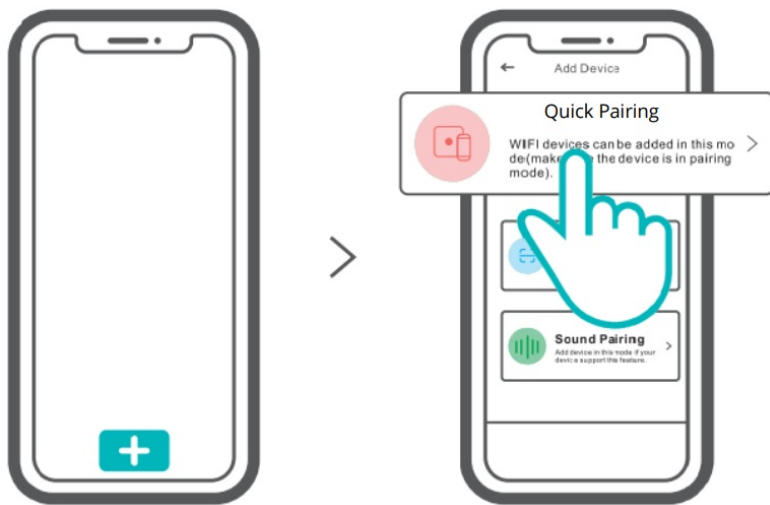 Add Device
Quick Pairing
WIFI devices can be added in this mo
de(make the device is in pairing
mode).
Sound Pairing
Add device in this mode if your
device support this feature.